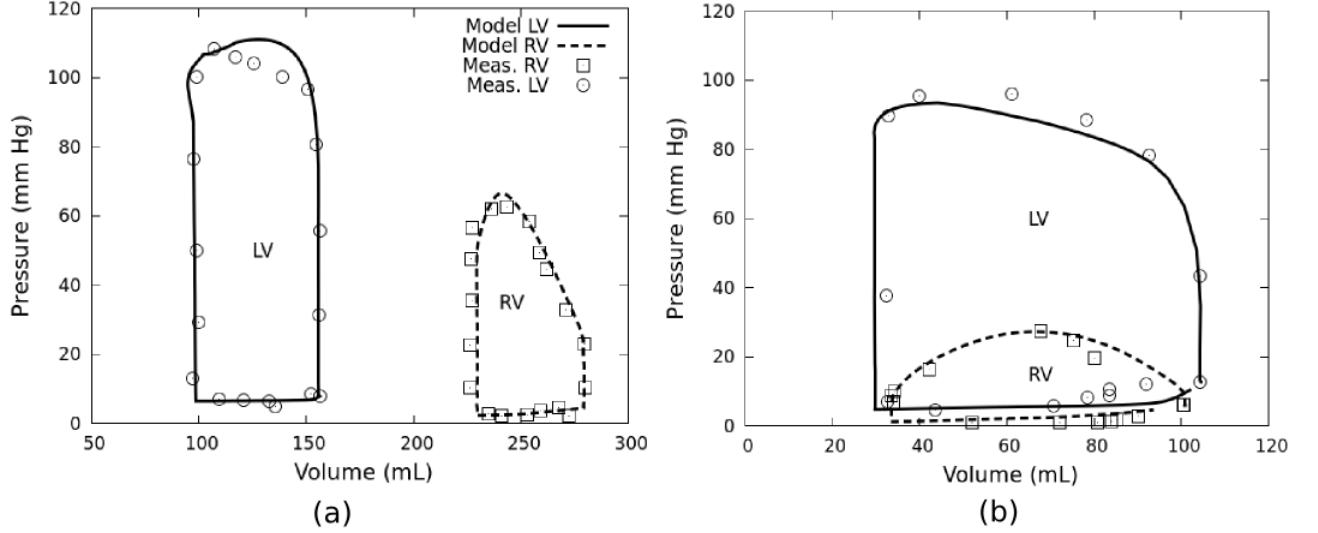 120
100
80
60
40
20
0
50
100
150
200
250
300
Pressure (mm Hg)
Volume (mL)
Model LV
Model RV
Meas. RV
Meas. LV
LV
RV
(a)
120
100
80
60
40
20
0
0
20
40
60
80
100
120
Pressure (mm Hg)
Volume (mL)
LV
RV
(b)